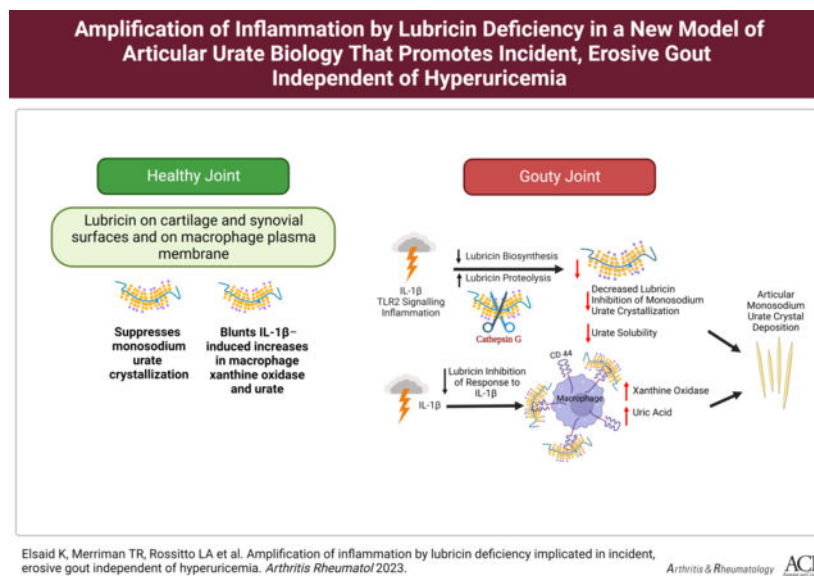 Amplification of Inflammation by Lubricin Deficiency in a New Model of
Articular Urate Biology That Promotes Incident, Erosive Gout
Independent of Hyperuricemia
Healthy Joint
Lubricin on cartilage and synovial
surfaces and on macrophage plasma
membrane
Suppresses
monosodium
urate
crystallization
Blunts IL-1β–
induced increases
in macrophage
xanthine oxidase
and urate
Gouty Joint
IL-1β
TLR2 Signalling
Inflammation
Lubricin Biosynthesis
Lubricin Proteolysis
Cathepsin G
Decreased Lubricin
Inhibition of Monosodium
Urate Crystallization
Urate Solubility
IL-1β
Lubricin Inhibition
of Response to
IL-1β
CD 44
Macrophage
Xanthine Oxidase
Uric Acid
Articular
Monosodium
Urate Crystal
Deposition
Elsaid K, Merriman TR, Rossitto LA et al. Amplification of inflammation by lubricin deficiency implicated in incident,
erosive gout independent of hyperuricemia. Arthritis Rheumatol 2023.
Arthritis & Rheumatology